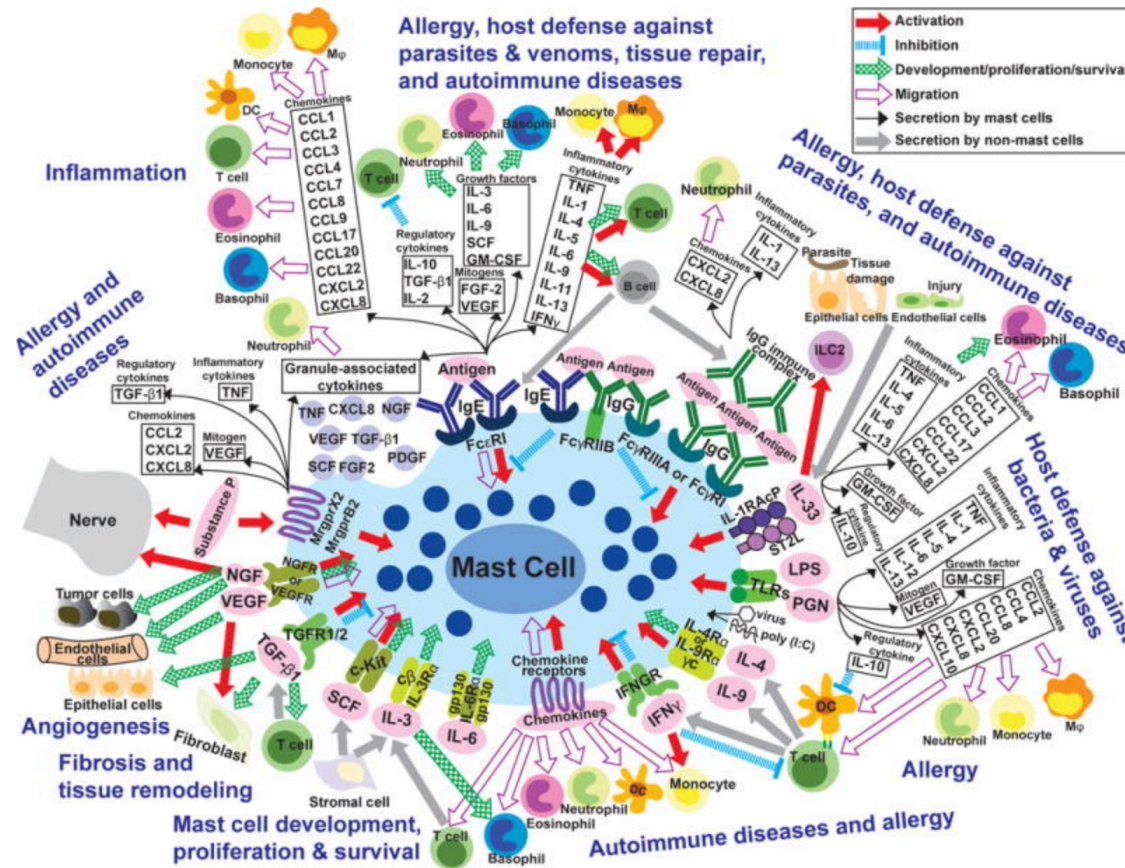 Allergy, host defense against
parasites & venoms, tissue repair,
and autoimmune diseases
Activation
Inhibition
Development/proliferation/survival
Migration
Secretion by mast cells
Secretion by non-mast cells
Inflammation
Monocyte
Mφ
DC
T cell
Eosinophil
Basophil
Chemokines
CCL1
CCL2
CCL3
CCL4
CCL7
CCL8
CCL9
CCL17
CCL20
CCL22
CXCL2
CXCL8
Neutrophil
T cell
Neutrophil
Eosinophil
Basophil
Regulatory
cytokines
IL-10
TGF-β1
IL-2
Growth factors
IL-3
IL-6
IL-9
SCF
GM-CSF
Mitogens
FGF-2
VEGF
Monocyte
Mφ
Inflammatory
cytokines
TNF
IL-1
IL-4
IL-5
IL-6
IL-9
IL-11
IL-13
IFNγ
T cell
B cell
Neutrophil
Chemokines
CXCL2
CXCL8
Inflammatory
cytokines
IL-1
IL-13
Allergy, host defense against
parasites, and autoimmune diseases
Parasite
Tissue
damage
Injury
Epithelial cells
Endothelial cells
ILC2
Eosinophil
Basophil
Inflammatory
cytokines
TNF
IL-4
IL-5
IL-6
IL-13
Chemokines
CCL1
CCL2
CCL3
CCL17
CCL22
CXCL2
CXCL8
Growth factor
GM-CSF
Regulatory
cytokine
IL-10
Allergy and
autoimmune
diseases
Regulatory
cytokines
TGF-β1
Inflammatory
cytokines
TNF
Chemokines
CCL2
CXCL2
CXCL8
Mitogen
VEGF
Granule-associated
cytokines
TNF
CXCL8
NGF
VEGF
TGF-β1
SCF
FGF2
PDGF
Antigen
IgE
IgE
Antigen
Antigen
IgG
FcεRI
FcγRIIB
FcγRIIIA or FcγRI
IgG immune
complex
Antigen
Antigen
Antigen
Antigen
IgG
IL-1RAcP
ST2L
IL-33
Nerve
Substance P
MrgprX2
MrgprB2
NGF
VEGF
NGFR
or
VEGFR
Mast Cell
LPS
PGN
TLRs
virus
poly (I:C)
Host defense against
bacteria & viruses
Inflammatory
cytokines
TNF
IL-1
IL-4
IL-5
IL-6
IL-12
IL-13
Mitogen
VEGF
Growth factor
GM-CSF
Chemokines
CCL2
CCL4
CCL8
CCL20
CXCL2
CXCL8
CXCL10
Regulatory
cytokine
IL-10
Tumor cells
Endothelial
cells
Epithelial cells
Angiogenesis
Fibroblast
TGF-β1
TGFR1/2
T cell
Fibrosis and
tissue remodeling
c-Kit
SCF
cβ
IL-3Rα
IL-3
gp130
IL-6Rα
gp130
IL-6
Stromal cell
T cell
Basophil
Mast cell development,
proliferation & survival
Chemokine
receptors
Chemokines
Eosinophil
Neutrophil
DC
Monocyte
IFNGR
IFNγ
IL-4Rα
or
IL-9Rα
γc
IL-4
IL-9
Autoimmune diseases and allergy
T cell
DC
Neutrophil
Monocyte
Mφ
Allergy